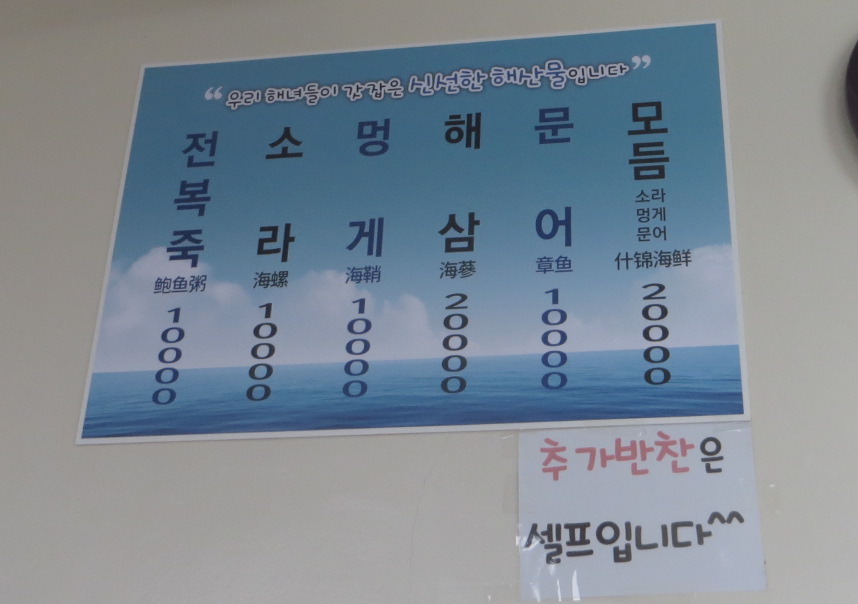 “우리 해녀들이 갓 잡은 신선한 해산물입니다”
전복죽
鲍鱼粥
10000
소라
海螺
10000
멍게
海鞘
10000
해삼
海蔘
20000
문어
章鱼
10000
모듬
소라
멍게
문어
什锦海鲜
20000
추가반찬은
셀프입니다^^